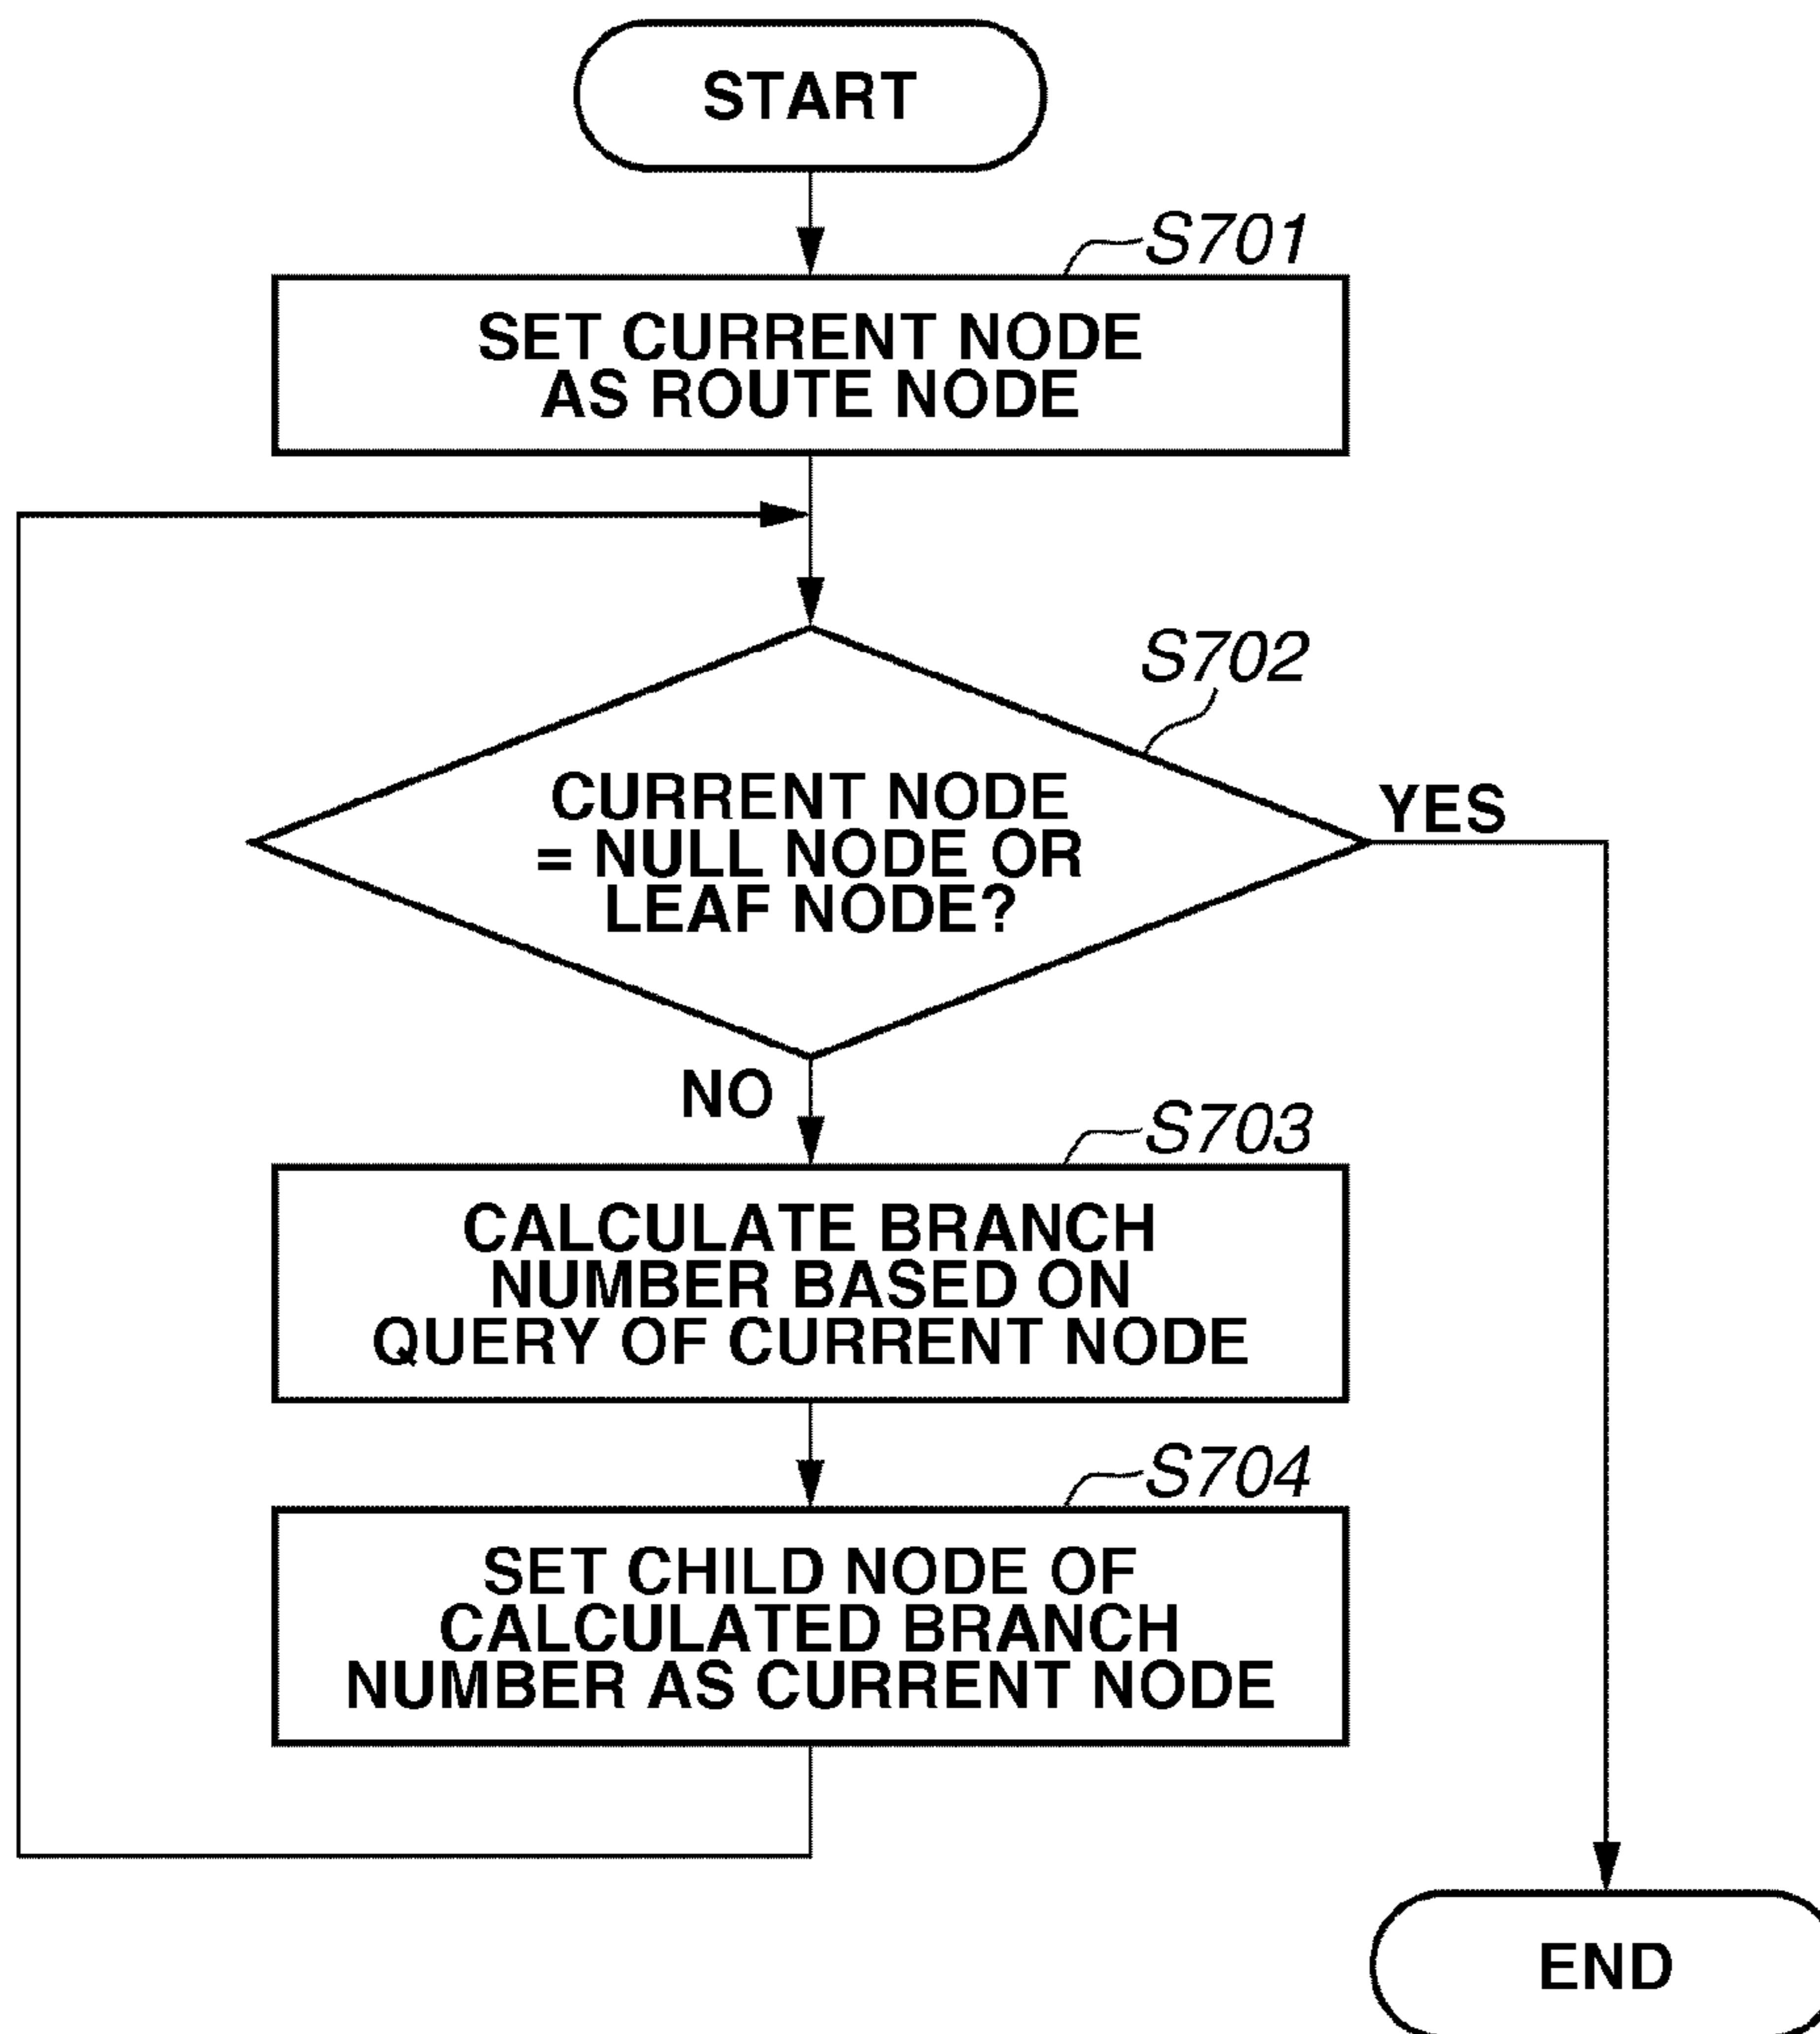 START
S701
SET CURRENT NODE
AS ROUTE NODE
S702
CURRENT NODE
= NULL NODE OR
LEAF NODE?
YES
NO
S703
CALCULATE BRANCH
NUMBER BASED ON
QUERY OF CURRENT NODE
S704
SET CHILD NODE OF
CALCULATED BRANCH
NUMBER AS CURRENT NODE
END